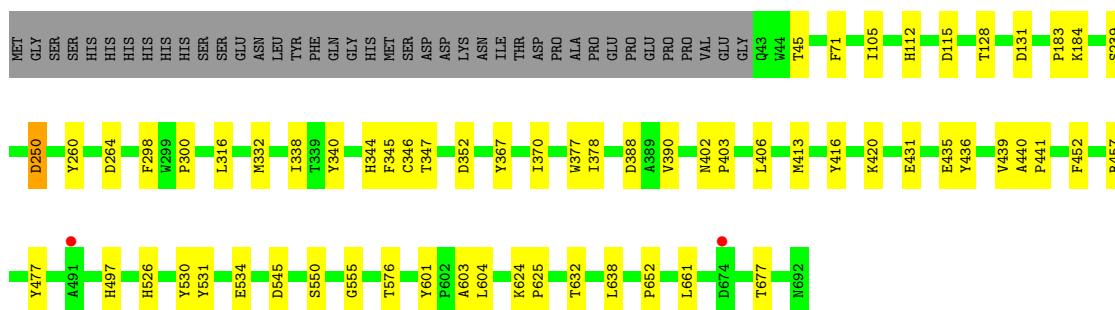 MET GLY SER SER HIS HIS HIS HIS HIS HIS SER SER GLU ASN LEU TYR PHE GLN GLY HIS MET SER ASP ASP LYS ASN ILE THR ASP PRO ALA PRO GLU PRO GLU PRO PRO VAL GLU GLY Q43 W44 T45 F71 I105 H112 D115 T128 D131 P183 K184
D250 Y260 D264 F298 W299 P300 L316 M332 I338 T339 Y340 H344 F345 C346 T347 D352 Y367 I370 W377 I378 D388 A389 V390 N402 P403 L406 M413 Y416 K420 E431 E435 Y436 V439 A440 P441 F452
Y477 A491 H497 H526 Y530 Y531 E534 D545 S550 G555 T576 Y601 P602 A603 L604 K624 P625 T632 L638 P652 L661 D674 T677 N692